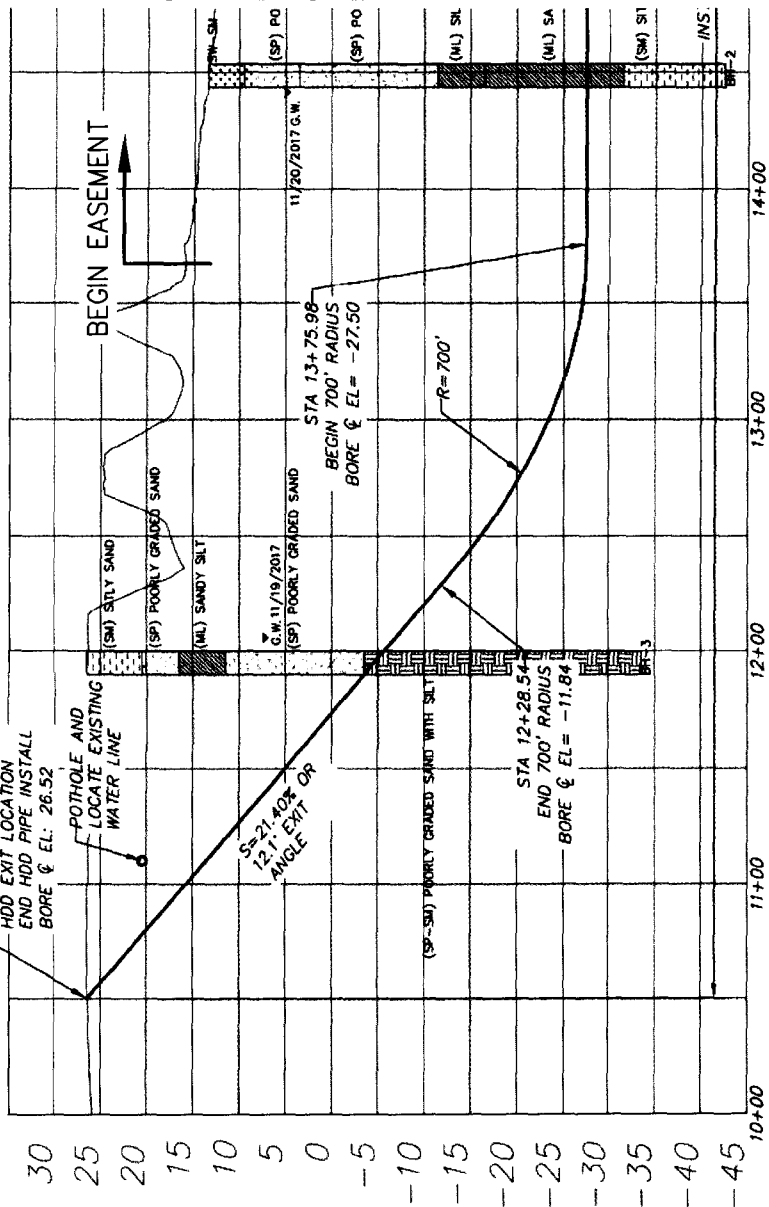 HDD EXIT LOCATION
END HDD PIPE INSTALL
BORE ℄ EL: 26.52
POTHOLE AND
LOCATE EXISTING
WATER LINE
BEGIN EASEMENT
(SM) SITLY SAND
(SP) POORLY GRADED SAND
(ML) SANDY SILT
G.W. 11/19/2017
(SP) POORLY GRADED SAND
(SP-SM) POORLY GRADED SAND WITH SILT
S=21.40% OR
12.1° EXIT
ANGLE
STA 12+28.54
END 700' RADIUS
BORE ℄ EL= -11.84
STA 13+75.98
BEGIN 700' RADIUS
BORE ℄ EL= -27.50
R=700'
11/20/2017 G.W.
SW-SM
(SP) PO
(SP) PO
(ML) SIL
(ML) SA
(SM) SIT
INS
BH-2
BH-3
30
25
20
15
10
5
0
-5
-10
-15
-20
-25
-30
-35
-40
-45
10+00
11+00
12+00
13+00
14+00